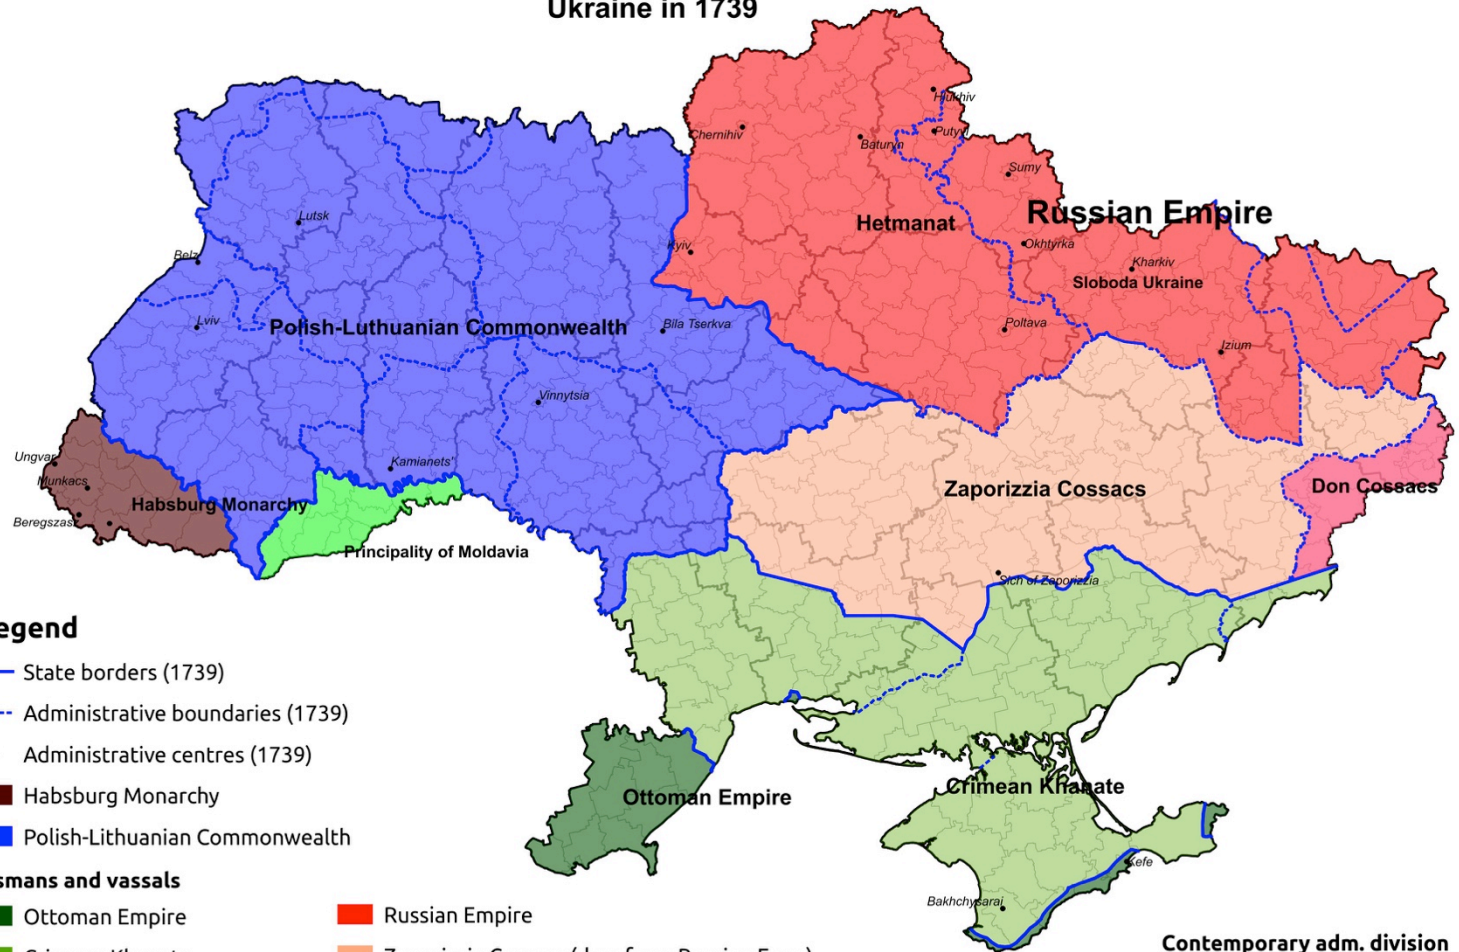 Ukraine in 1739
Hlukhiv
Chernihiv
Baturyn
Putyvl
Sumy
Lutsk
Hetmanat
Russian Empire
Kyiv
Okhtyrka
Belz
Kharkiv
Sloboda Ukraine
Lviv
Polish-Luthuanian Commonwealth
Bila Tserkva
Poltava
Izium
Vinnytsia
Ungvar
Kamianets'
Munkacs
Habsburg Monarchy
Zaporizzia Cossacs
Don Cossacs
Beregszasz
Principality of Moldavia
Sich of Zaporizzia
egend
State borders (1739)
Administrative boundaries (1739)
Administrative centres (1739)
Habsburg Monarchy
Polish-Lithuanian Commonwealth
smans and vassals
Ottoman Empire
Russian Empire
Ottoman Empire
Crimean Khanate
Kefe
Bakhchysaraj
Contemporary adm. division